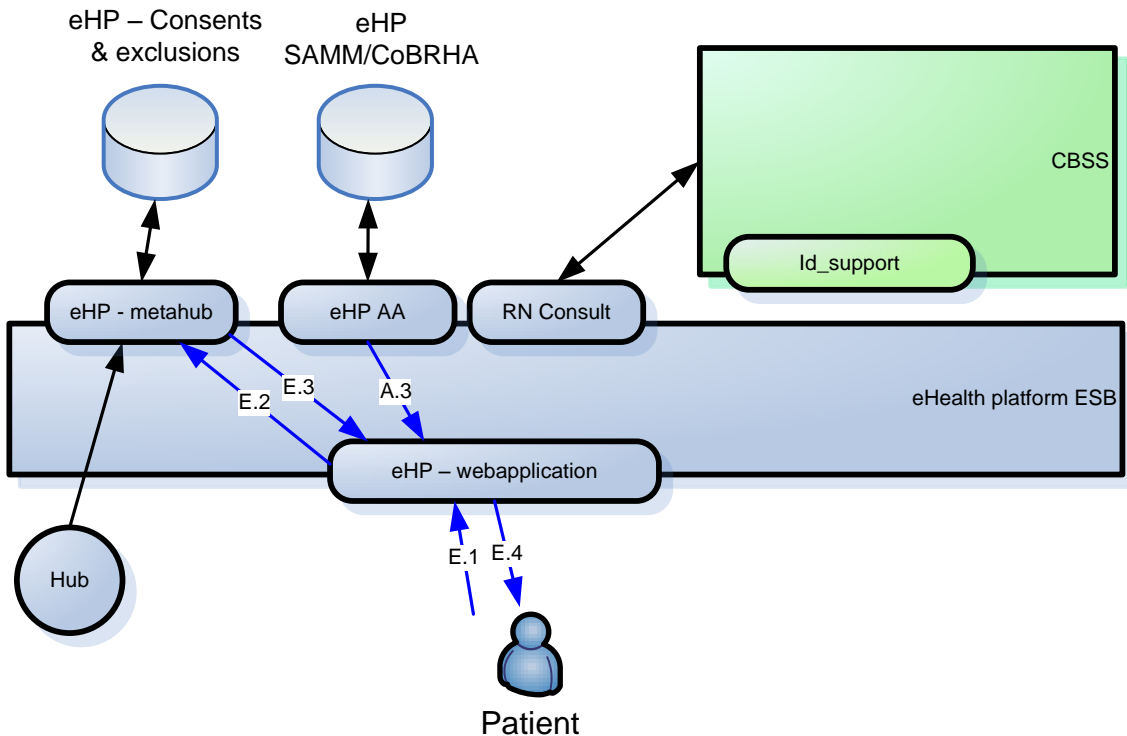 eHP – Consents
& exclusions
eHP
SAMM/CoBRHA
CBSS
Id_support
eHP - metahub
eHP AA
RN Consult
E.3
A.3
E.2
eHealth platform ESB
eHP – webapplication
E.1
E.4
Hub
Patient